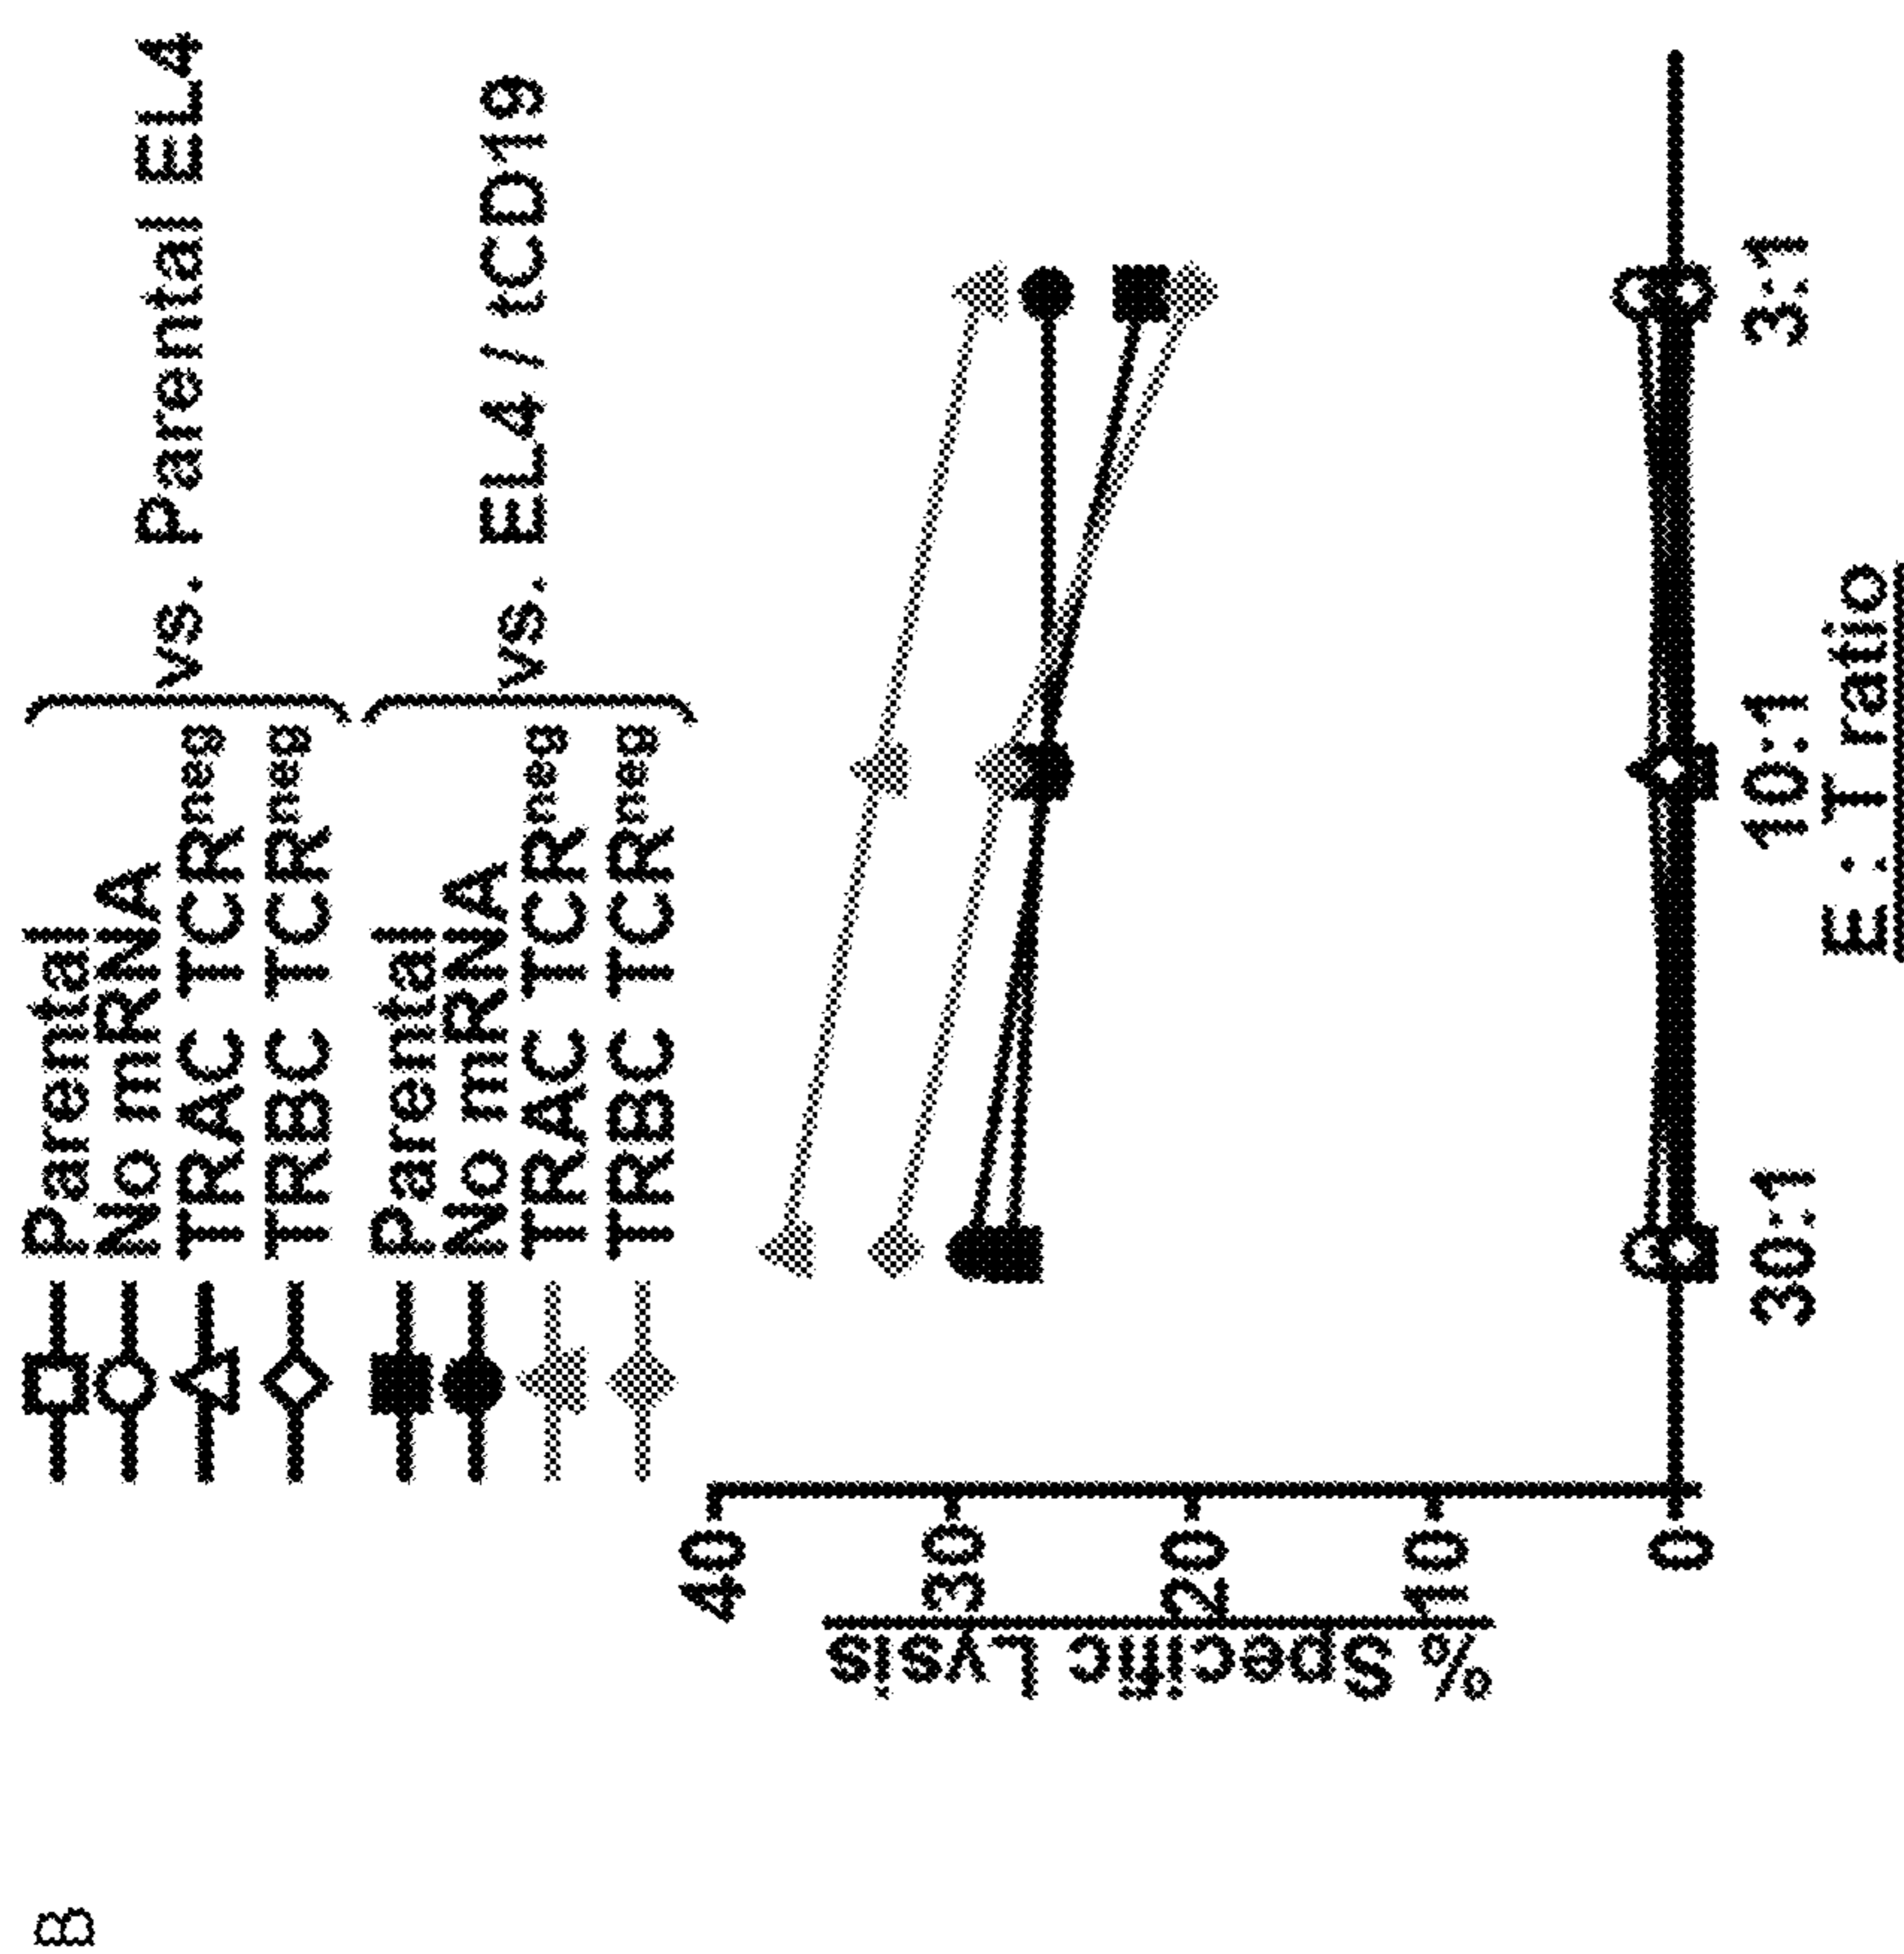 B
Parental
No mRNA
TRAC TCRneg
TRBC TCRneg
vs. Parental EL4
Parental
No mRNA
TRAC TCRneg
TRBC TCRneg
vs. EL4 / tCD19
% Specific Lysis
40
30
20
10
0
30:1
10:1
3:1
E : T ratio